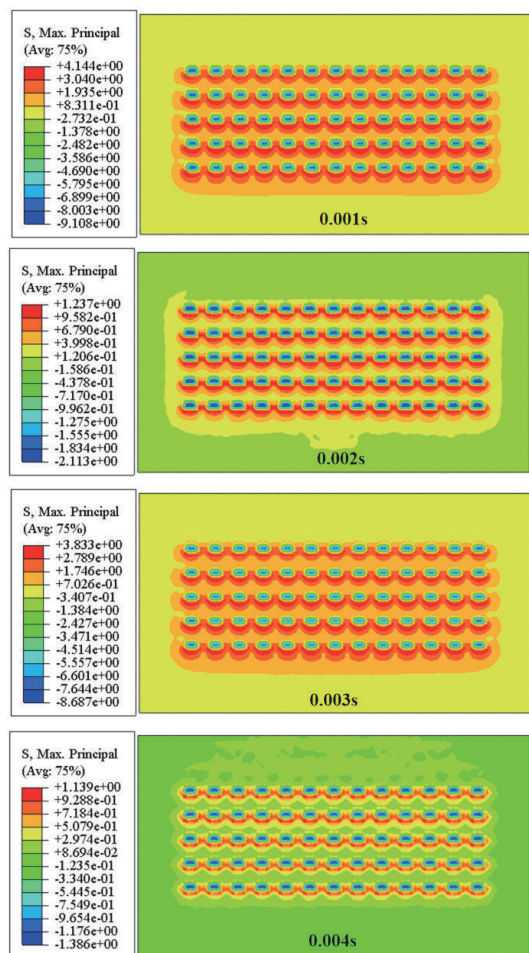 S, Max. Principal
(Avg: 75%)
+4.144e+00
+3.040e+00
+1.935e+00
+8.311e-01
-2.732e-01
-1.378e+00
-2.482e+00
-3.586e+00
-4.690e+00
-5.795e+00
-6.899e+00
-8.003e+00
-9.108e+00
0.001s
S, Max. Principal
(Avg: 75%)
+1.237e+00
+9.582e-01
+6.790e-01
+3.998e-01
+1.206e-01
-1.586e-01
-4.378e-01
-7.170e-01
-9.962e-01
-1.275e+00
-1.555e+00
-1.834e+00
-2.113e+00
0.002s
S, Max. Principal
(Avg: 75%)
+3.833e+00
+2.789e+00
+1.746e+00
+7.026e-01
-3.407e-01
-1.384e+00
-2.427e+00
-3.471e+00
-4.514e+00
-5.557e+00
-6.601e+00
-7.644e+00
-8.687e+00
0.003s
S, Max. Principal
(Avg: 75%)
+1.139e+00
+9.288e-01
+7.184e-01
+5.079e-01
+2.974e-01
+8.694e-02
-1.235e-01
-3.340e-01
-5.445e-01
-7.549e-01
-9.654e-01
-1.176e+00
-1.386e+00
0.004s